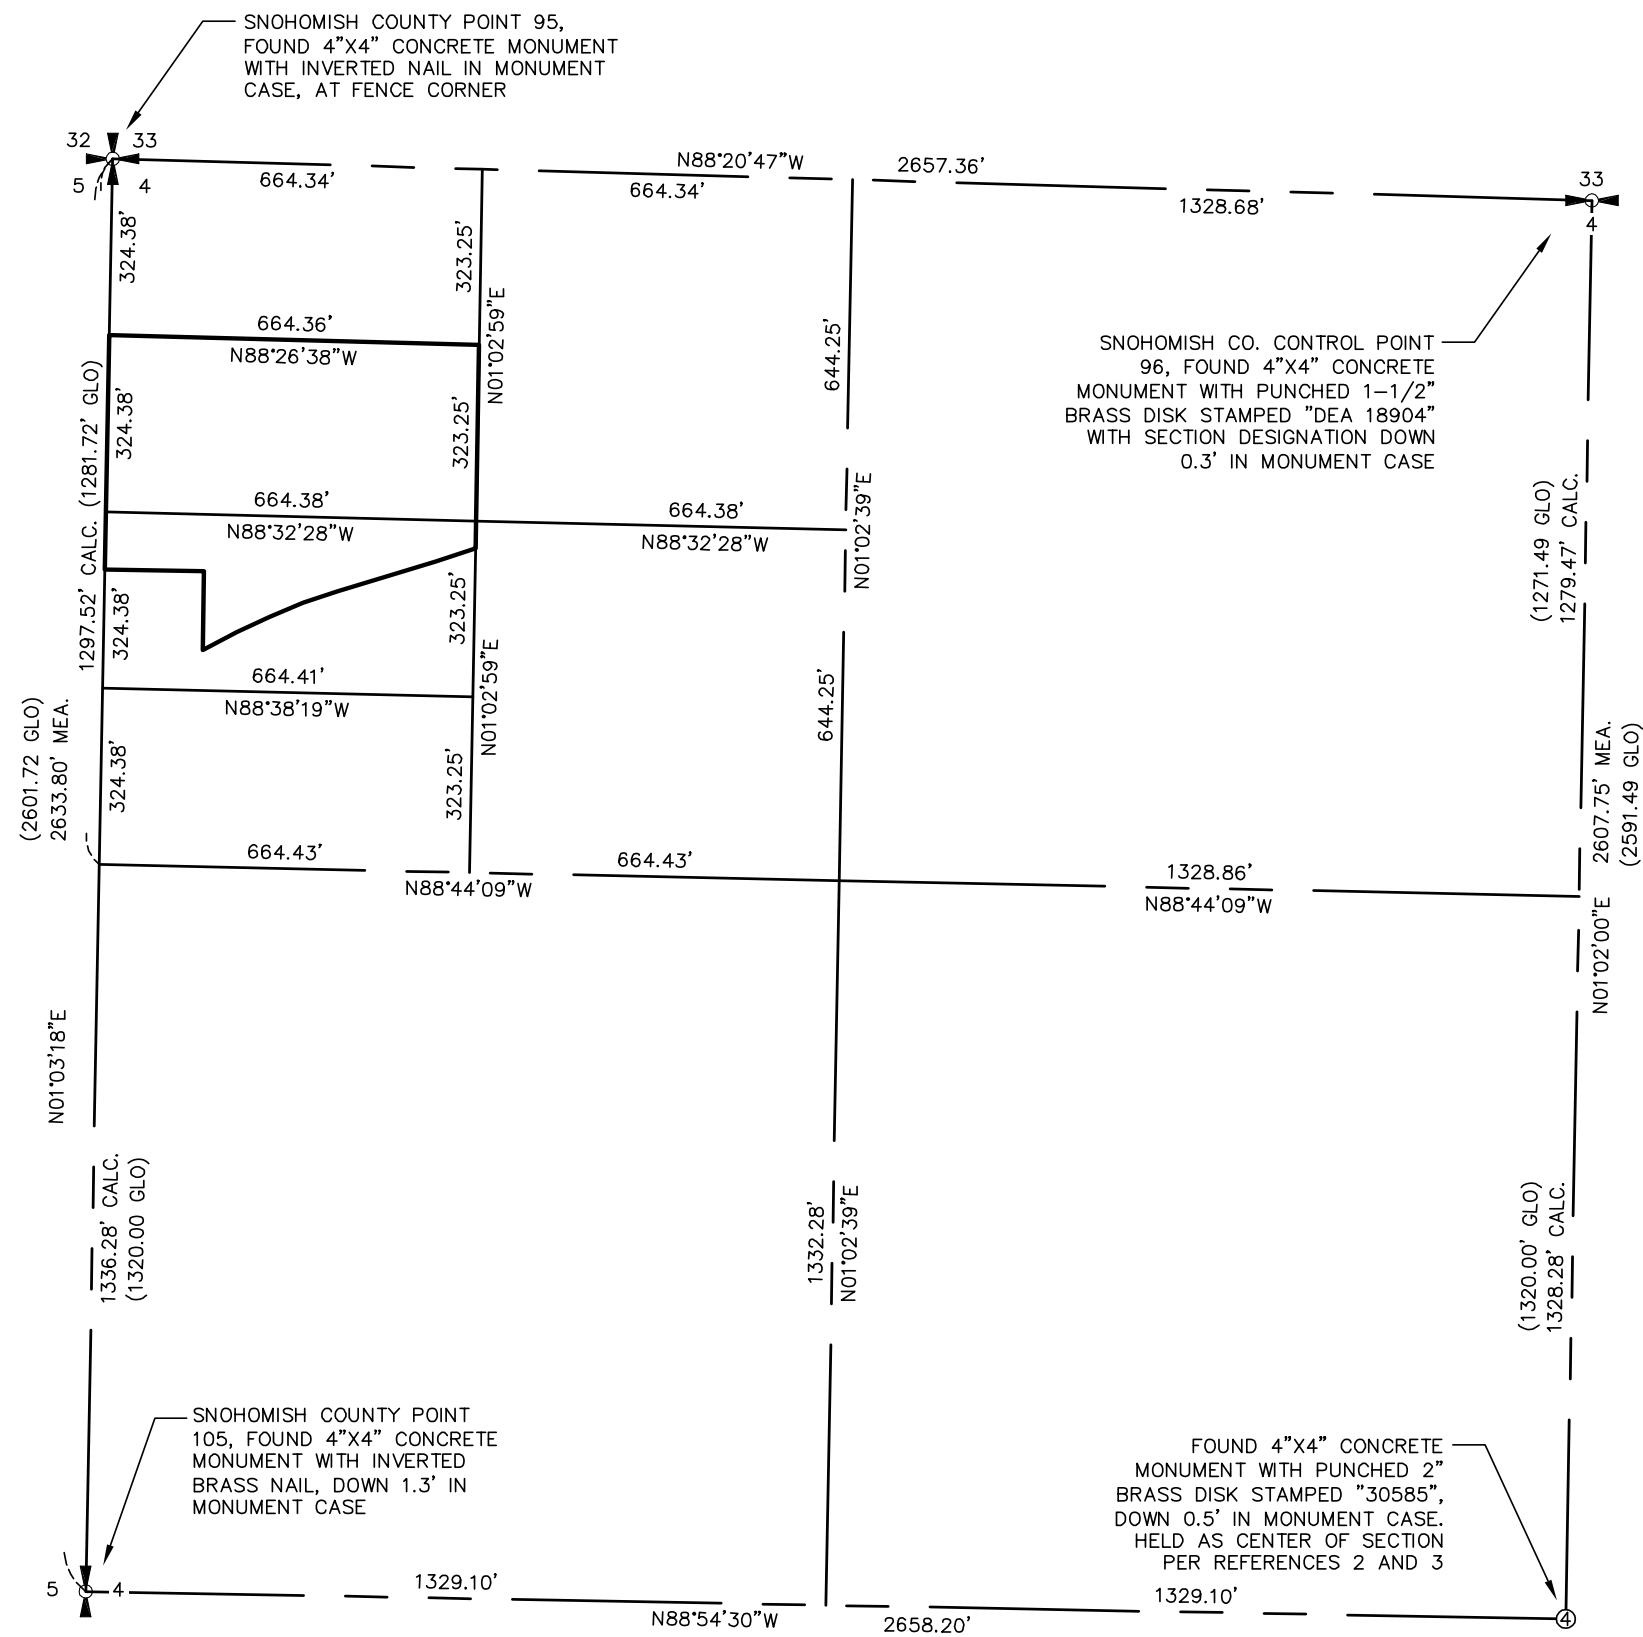 SNOHOMISH COUNTY POINT 95,
FOUND 4"X4" CONCRETE MONUMENT
WITH INVERTED NAIL IN MONUMENT
CASE, AT FENCE CORNER
32
33
5
4
N88°20'47"W
2657.36'
664.34'
664.34'
1328.68'
33
4
324.38'
323.25'
N01°02'59"E
664.36'
N88°26'38"W
644.25'
SNOHOMISH CO. CONTROL POINT
96, FOUND 4"X4" CONCRETE
MONUMENT WITH PUNCHED 1-1/2"
BRASS DISK STAMPED "DEA 18904"
WITH SECTION DESIGNATION DOWN
0.3' IN MONUMENT CASE
1297.52' CALC. (1281.72' GLO)
324.38'
323.25'
664.38'
N88°32'28"W
664.38'
N88°32'28"W
N01°02'39"E
(1271.49 GLO)
1279.47' CALC.
324.38'
323.25'
N01°02'59"E
664.41'
N88°38'19"W
644.25'
(2601.72 GLO)
2633.80' MEA.
324.38'
323.25'
2607.75' MEA.
(2591.49 GLO)
664.43'
664.43'
1328.86'
N88°44'09"W
N88°44'09"W
N01°02'00"E
N01°03'18"E
1336.28' CALC.
(1320.00 GLO)
1332.28'
N01°02'39"E
(1320.00' GLO)
1328.28' CALC.
SNOHOMISH COUNTY POINT
105, FOUND 4"X4" CONCRETE
MONUMENT WITH INVERTED
BRASS NAIL, DOWN 1.3' IN
MONUMENT CASE
FOUND 4"X4" CONCRETE
MONUMENT WITH PUNCHED 2"
BRASS DISK STAMPED "30585",
DOWN 0.5' IN MONUMENT CASE.
HELD AS CENTER OF SECTION
PER REFERENCES 2 AND 3
5
4
1329.10'
1329.10'
N88°54'30"W
2658.20'
4